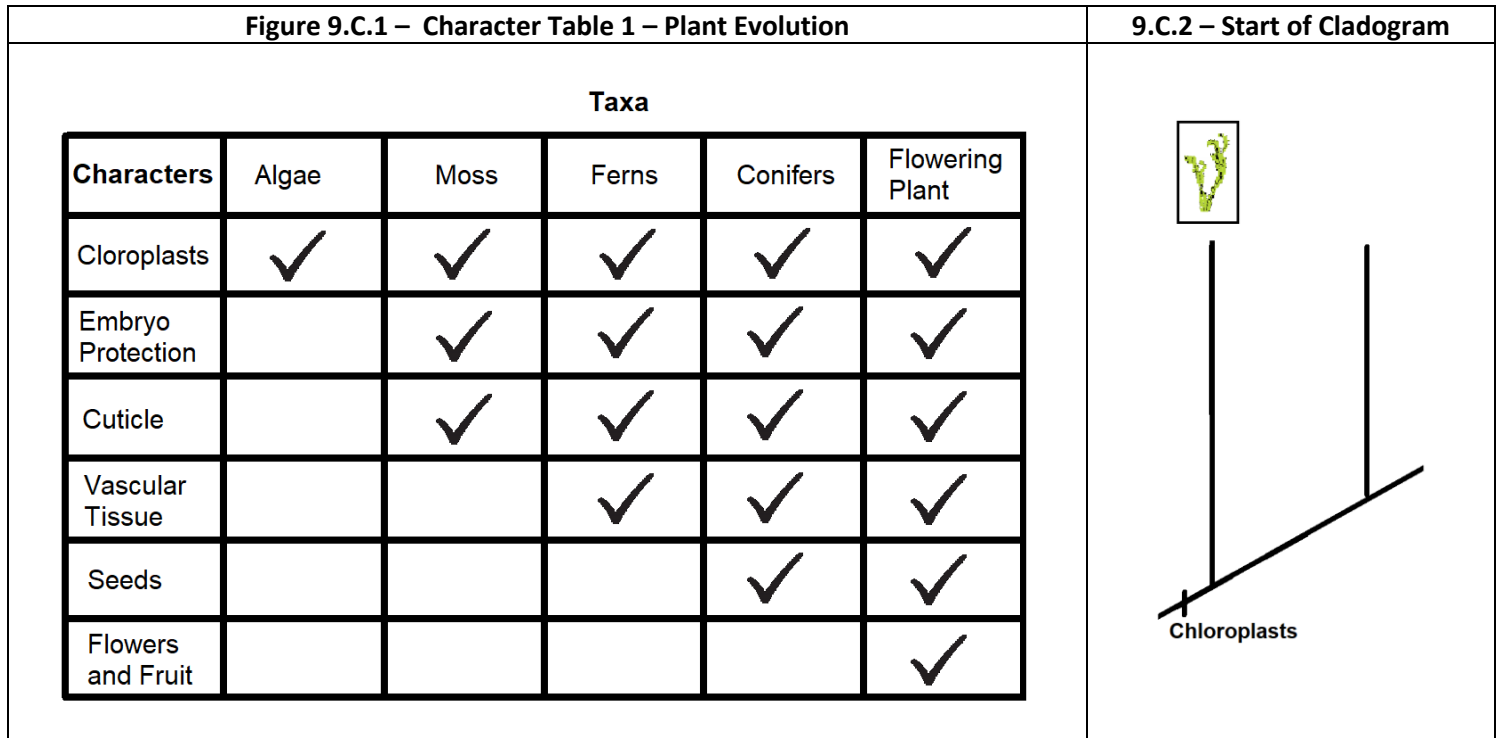 Figure 9.C.1 – Character Table 1 – Plant Evolution
9.C.2 – Start of Cladogram
Taxa
Characters
Algae
Moss
Ferns
Conifers
Flowering
Plant
Cloroplasts
Embryo
Protection
Cuticle
Vascular
Tissue
Seeds
Flowers
and Fruit
Chloroplasts